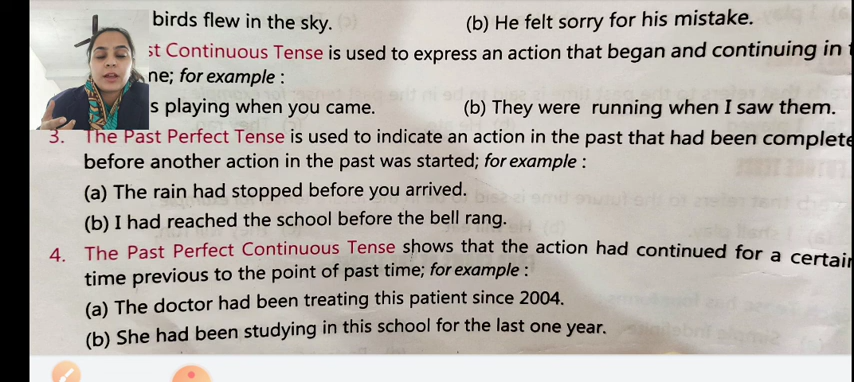 birds flew in the sky. (b) He felt sorry for his mistake.
st Continuous Tense is used to express an action that began and continuing in
ne; for example :
s playing when you came. (b) They were running when I saw them.
3. The Past Perfect Tense is used to indicate an action in the past that had been complete
before another action in the past was started; for example :
(a) The rain had stopped before you arrived.
(b) I had reached the school before the bell rang.
4. The Past Perfect Continuous Tense shows that the action had continued for a certain
time previous to the point of past time; for example :
(a) The doctor had been treating this patient since 2004.
(b) She had been studying in this school for the last one year.